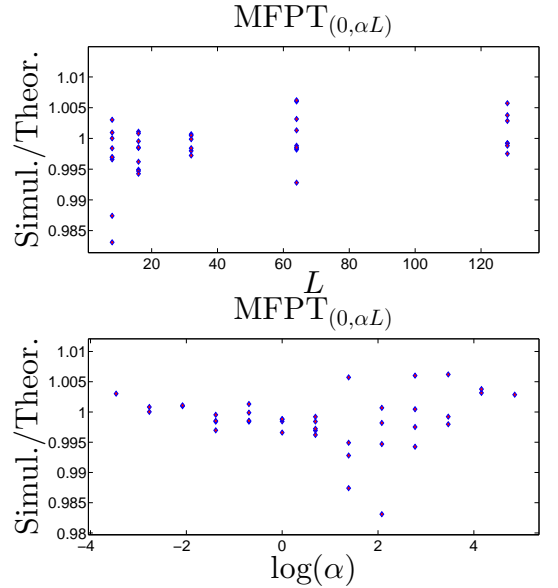 MFPT(0,αL)
Simul./Theor.
1.01
1.005
1
0.995
0.99
0.985
20 40 60 80 100 120
L
MFPT(0,αL)
Simul./Theor.
1.01
1.005
1
0.995
0.99
0.985
0.98
−4 −2 0 2 4
log(α)